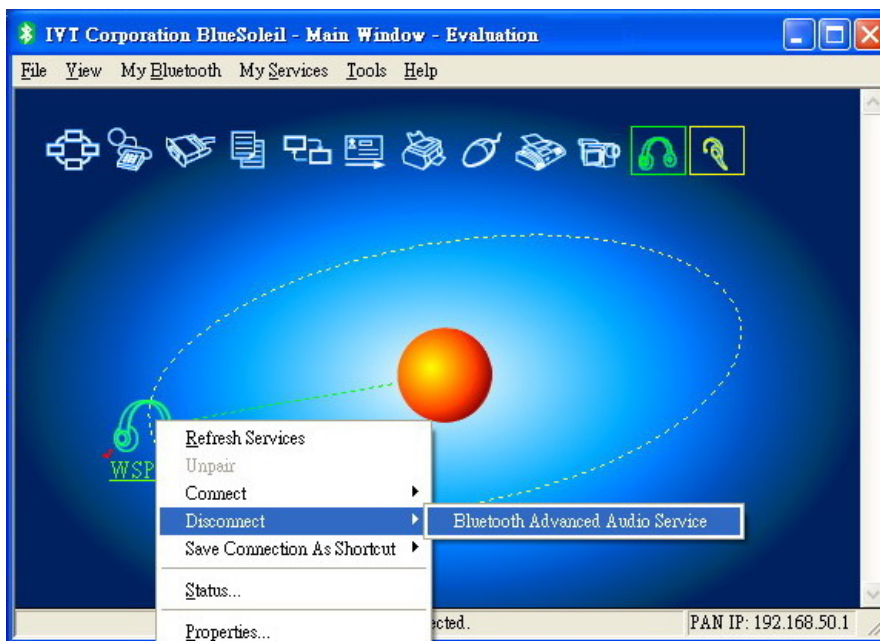 IVT Corporation BlueSoleil - Main Window - Evaluation
File View My Bluetooth My Services Tools Help
WSP
Refresh Services
Unpair
Connect
Disconnect
Bluetooth Advanced Audio Service
Save Connection As Shortcut
Status...
Properties...
PAN IP: 192.168.50.1